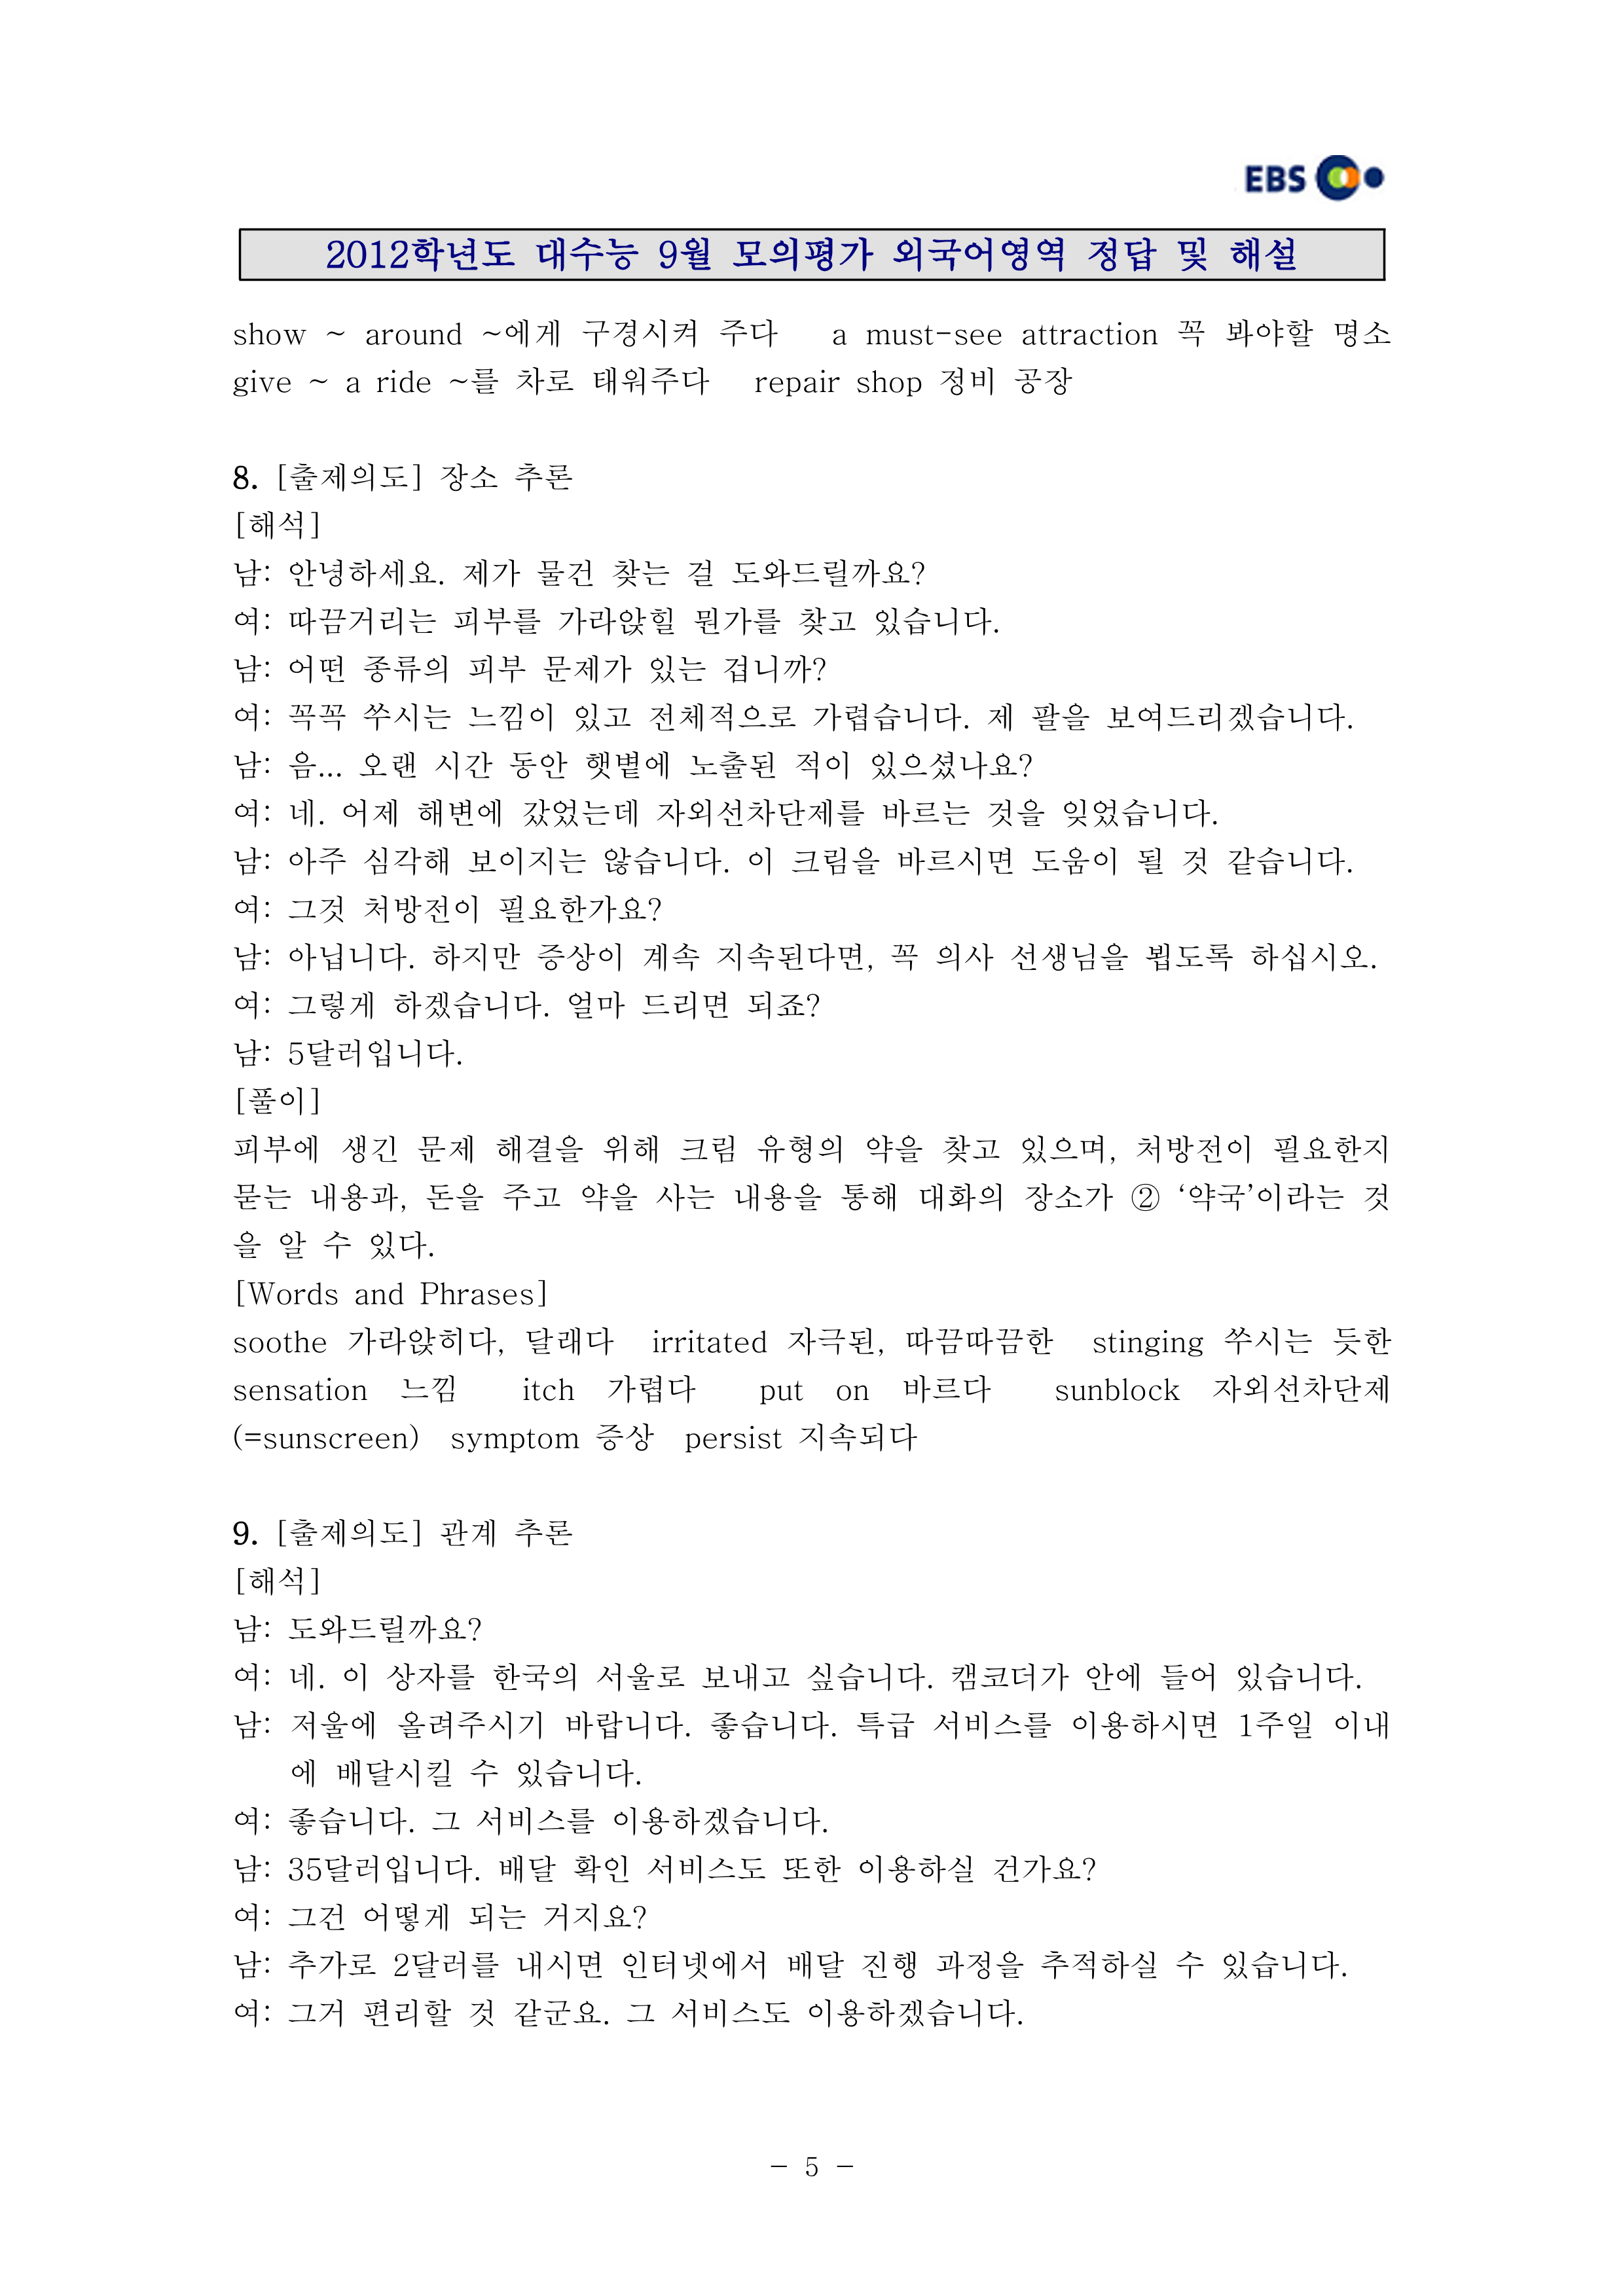 EBS
2012학년도 대수능 9월 모의평가 외국어영역 정답 및 해설
show ~ around ~에게 구경시켜 주다 a must-see attraction 꼭 봐야할 명소
give ~ a ride ~를 차로 태워주다 repair shop 정비 공장
8. [출제의도] 장소 추론
[해석]
남: 안녕하세요. 제가 물건 찾는 걸 도와드릴까요?
여: 따끔거리는 피부를 가라앉힐 뭔가를 찾고 있습니다.
남: 어떤 종류의 피부 문제가 있는 겁니까?
여: 꼭꼭 쑤시는 느낌이 있고 전체적으로 가렵습니다. 제 팔을 보여드리겠습니다.
남: 음... 오랜 시간 동안 햇볕에 노출된 적이 있으셨나요?
여: 네. 어제 해변에 갔었는데 자외선차단제를 바르는 것을 잊었습니다.
남: 아주 심각해 보이지는 않습니다. 이 크림을 바르시면 도움이 될 것 같습니다.
여: 그것 처방전이 필요한가요?
남: 아닙니다. 하지만 증상이 계속 지속된다면, 꼭 의사 선생님을 뵙도록 하십시오.
여: 그렇게 하겠습니다. 얼마 드리면 되죠?
남: 5달러입니다.
[풀이]
피부에 생긴 문제 해결을 위해 크림 유형의 약을 찾고 있으며, 처방전이 필요한지
묻는 내용과, 돈을 주고 약을 사는 내용을 통해 대화의 장소가 ② ‘약국’이라는 것
을 알 수 있다.
[Words and Phrases]
soothe 가라앉히다, 달래다 irritated 자극된, 따끔따끔한 stinging 쑤시는 듯한
sensation 느낌 itch 가렵다 put on 바르다 sunblock 자외선차단제
(=sunscreen) symptom 증상 persist 지속되다
9. [출제의도] 관계 추론
[해석]
남: 도와드릴까요?
여: 네. 이 상자를 한국의 서울로 보내고 싶습니다. 캠코더가 안에 들어 있습니다.
남: 저울에 올려주시기 바랍니다. 좋습니다. 특급 서비스를 이용하시면 1주일 이내
에 배달시킬 수 있습니다.
여: 좋습니다. 그 서비스를 이용하겠습니다.
남: 35달러입니다. 배달 확인 서비스도 또한 이용하실 건가요?
여: 그건 어떻게 되는 거지요?
남: 추가로 2달러를 내시면 인터넷에서 배달 진행 과정을 추적하실 수 있습니다.
여: 그거 편리할 것 같군요. 그 서비스도 이용하겠습니다.
- 5 -